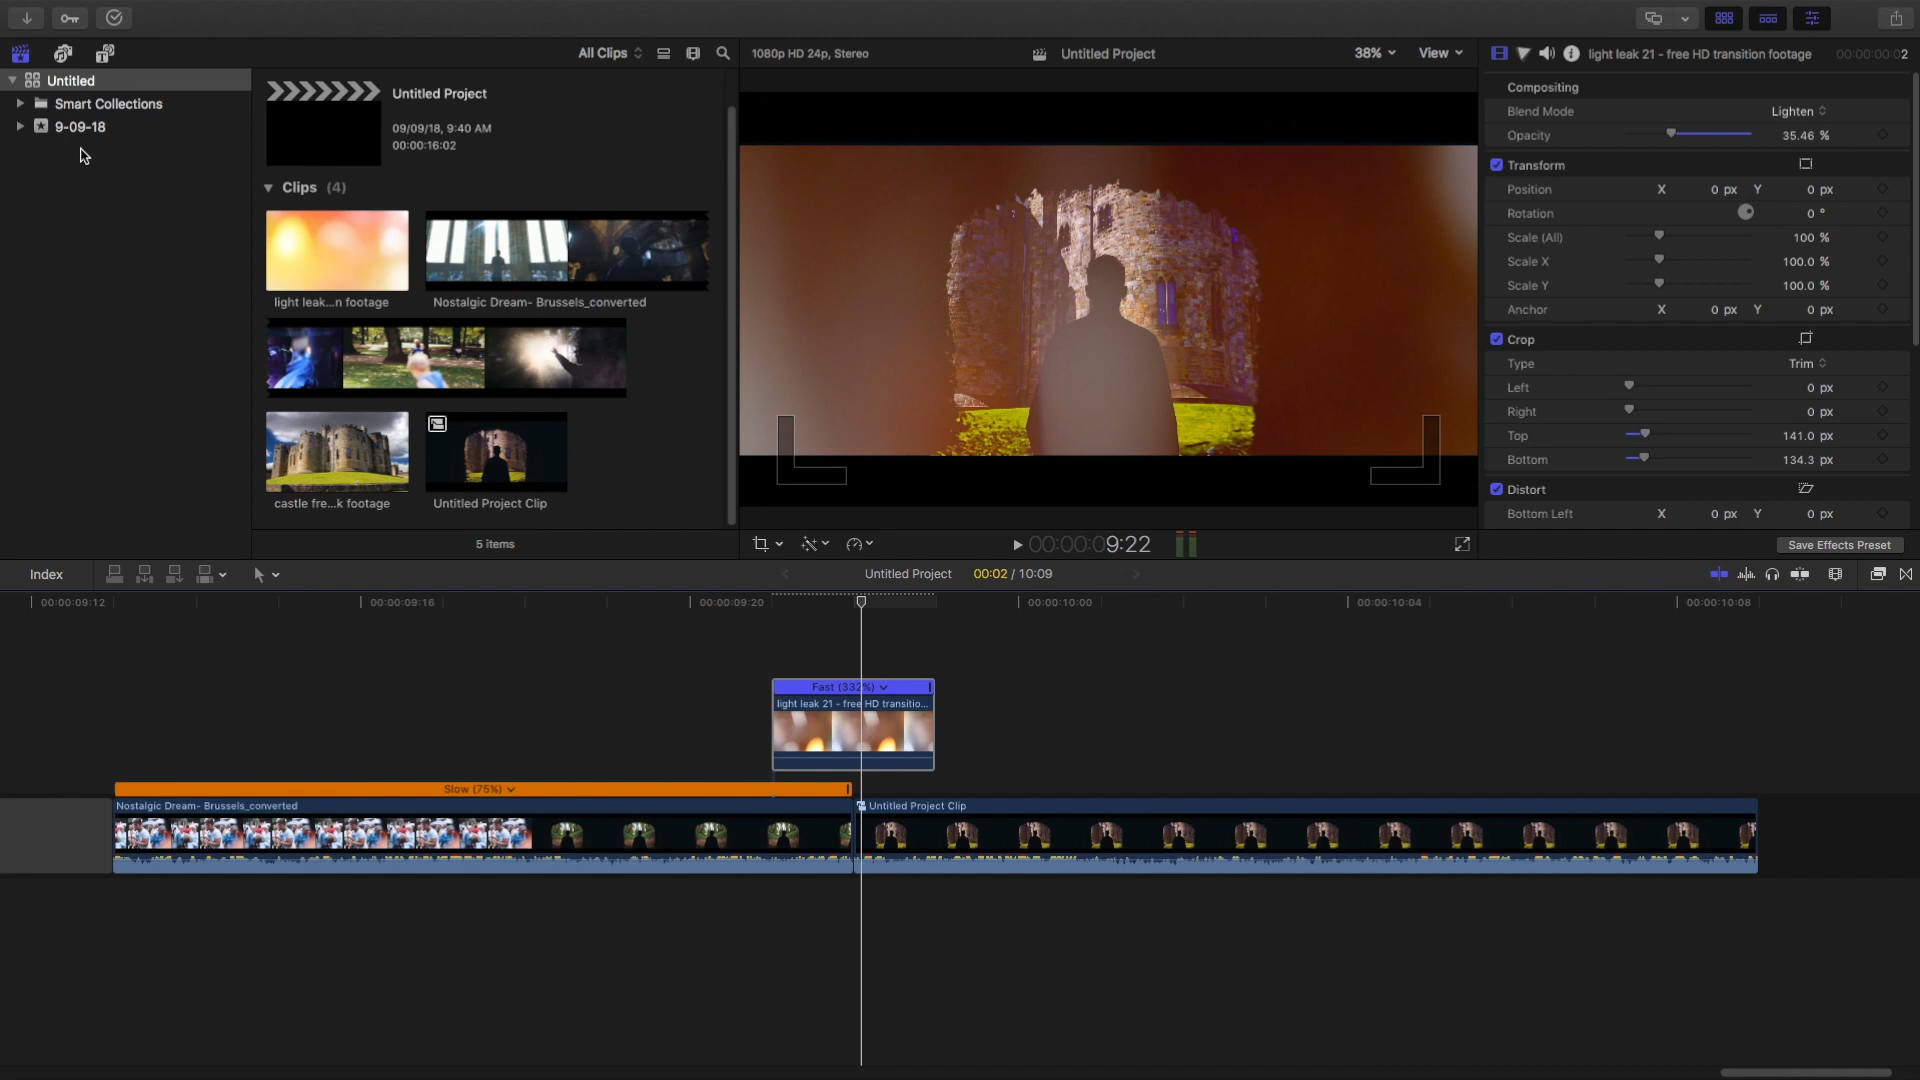 All Clips
1080p HD 24p, Stereo
Untitled Project
38%
View
light leak 21 - free HD transition footage
00:00:00:02
Untitled
Smart Collections
9-09-18
Untitled Project
09/09/18, 9:40 AM
00:00:16:02
Clips (4)
light leak...n footage
Nostalgic Dream- Brussels_converted
castle fre...k footage
Untitled Project Clip
5 items
Compositing
Blend Mode
Lighten
Opacity
35.46 %
Transform
Position
X
0 px
Y
0 px
Rotation
0 °
Scale (All)
100 %
Scale X
100.0 %
Scale Y
100.0 %
Anchor
X
0 px
Y
0 px
Crop
Type
Trim
Left
0 px
Right
0 px
Top
141.0 px
Bottom
134.3 px
Distort
Bottom Left
X
0 px
Y
0 px
Save Effects Preset
00:00:09:22
Index
Untitled Project
00:02 / 10:09
00:00:09:12
00:00:09:16
00:00:09:20
00:00:10:00
00:00:10:04
00:00:10:08
Fast (332%)
light leak 21 - free HD transitio...
Slow (75%)
Nostalgic Dream- Brussels_converted
Untitled Project Clip